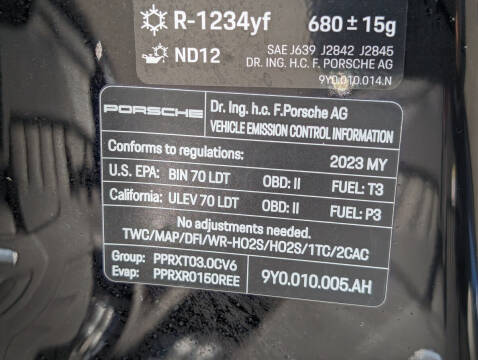 R-1234yf 680 ± 15g
ND12 SAE J639 J2842 J2845
DR. ING. H.C. F. PORSCHE AG
9Y0.010.014.N
PORSCHE Dr. Ing. h.c. F.Porsche AG
VEHICLE EMISSION CONTROL INFORMATION
Conforms to regulations: 2023 MY
U.S. EPA: BIN 70 LDT OBD: II FUEL: T3
California: ULEV 70 LDT OBD: II FUEL: P3
No adjustments needed.
TWC/MAP/DFI/WR-HO2S/HO2S/1TC/2CAC
Group: PPRXT03.0CV6
Evap: PPRXR0150REE 9Y0.010.005.AH